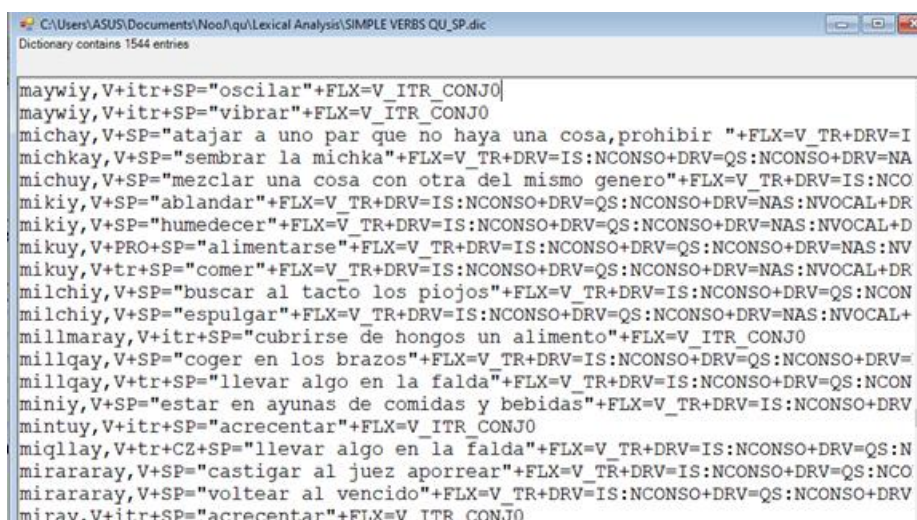 C:\Users\ASUS\Documents\NooJ\qu\Lexical Analysis\SIMPLE VERBS QU_SP.dic
Dictionary contains 1544 entries
maywiy,V+itr+SP="oscilar"+FLX=V_ITR_CONJ0
maywiy,V+itr+SP="vibrar"+FLX=V_ITR_CONJ0
michay,V+SP="atajar a uno par que no haya una cosa,prohibir "+FLX=V_TR+DRV=I
michkay,V+SP="sembrar la michka"+FLX=V_TR+DRV=IS:NCONSO+DRV=QS:NCONSO+DRV=NA
michuy,V+SP="mezclar una cosa con otra del mismo genero"+FLX=V_TR+DRV=IS:NCO
mikiy,V+SP="ablandar"+FLX=V_TR+DRV=IS:NCONSO+DRV=QS:NCONSO+DRV=NAS:NVOCAL+DR
mikiy,V+SP="humedecer"+FLX=V_TR+DRV=IS:NCONSO+DRV=QS:NCONSO+DRV=NAS:NVOCAL+D
mikuy,V+PRO+SP="alimentarse"+FLX=V_TR+DRV=IS:NCONSO+DRV=QS:NCONSO+DRV=NAS:NV
mikuy,V+tr+SP="comer"+FLX=V_TR+DRV=IS:NCONSO+DRV=QS:NCONSO+DRV=NAS:NVOCAL+DR
milchiy,V+SP="buscar al tacto los piojos"+FLX=V_TR+DRV=IS:NCONSO+DRV=QS:NCON
milchiy,V+SP="espulgar"+FLX=V_TR+DRV=IS:NCONSO+DRV=QS:NCONSO+DRV=NAS:NVOCAL+
millmaray,V+itr+SP="cubrirse de hongos un alimento"+FLX=V_ITR_CONJ0
millqay,V+SP="coger en los brazos"+FLX=V_TR+DRV=IS:NCONSO+DRV=QS:NCONSO+DRV=
millqay,V+tr+SP="llevar algo en la falda"+FLX=V_TR+DRV=IS:NCONSO+DRV=QS:NCON
miniy,V+SP="estar en ayunas de comidas y bebidas"+FLX=V_TR+DRV=IS:NCONSO+DRV
mintuy,V+itr+SP="acrecentar"+FLX=V_ITR_CONJ0
miqllay,V+tr+CZ+SP="llevar algo en la falda"+FLX=V_TR+DRV=IS:NCONSO+DRV=QS:N
mirararay,V+SP="castigar al juez aporrear"+FLX=V_TR+DRV=IS:NCONSO+DRV=QS:NCO
mirararay,V+SP="voltear al vencido"+FLX=V_TR+DRV=IS:NCONSO+DRV=QS:NCONSO+DRV
miray,V+itr+SP="acrecentar"+FLX=V_ITR_CONJ0